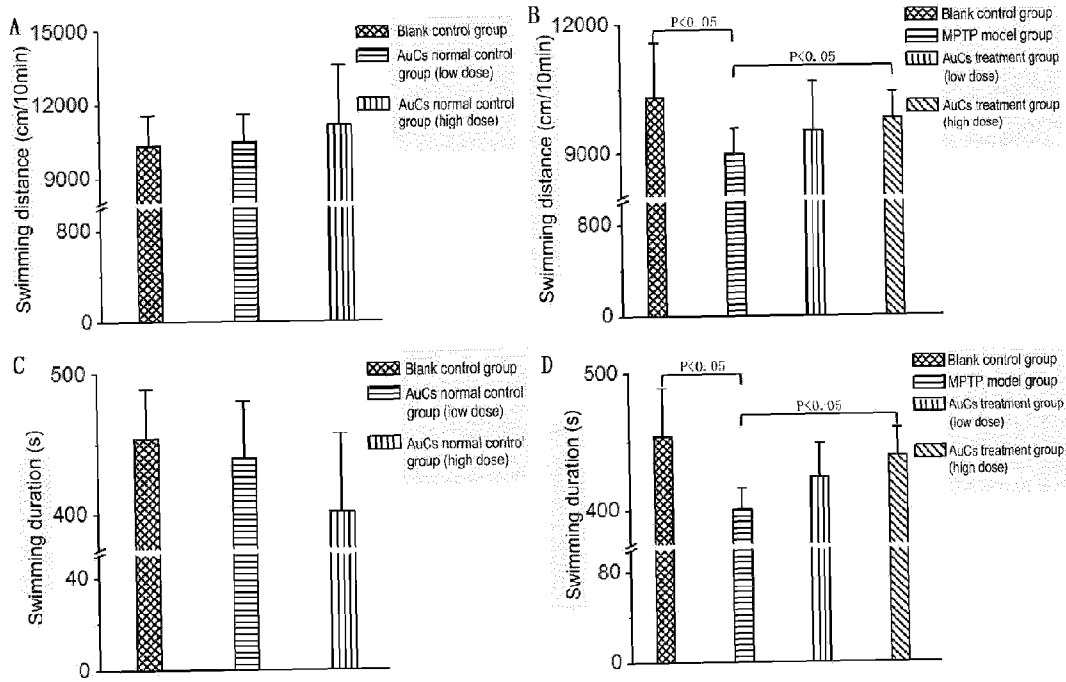 A
Swimming distance (cm/10min)
15000
12000
9000
800
0
Blank control group
AuCs normal control
group (low dose)
AuCs normal control
group (high dose)
B
Swimming distance (cm/10min)
12000
9000
800
0
P<0.05
P<0.05
Blank control group
MPTP model group
AuCs treatment group
(low dose)
AuCs treatment group
(high dose)
C
Swimming duration (s)
500
400
40
0
Blank control group
AuCs normal control
group (low dose)
AuCs normal control
group (high dose)
D
Swimming duration (s)
500
400
80
0
P<0.05
P<0.05
Blank control group
MPTP model group
AuCs treatment group
(low dose)
AuCs treatment group
(high dose)